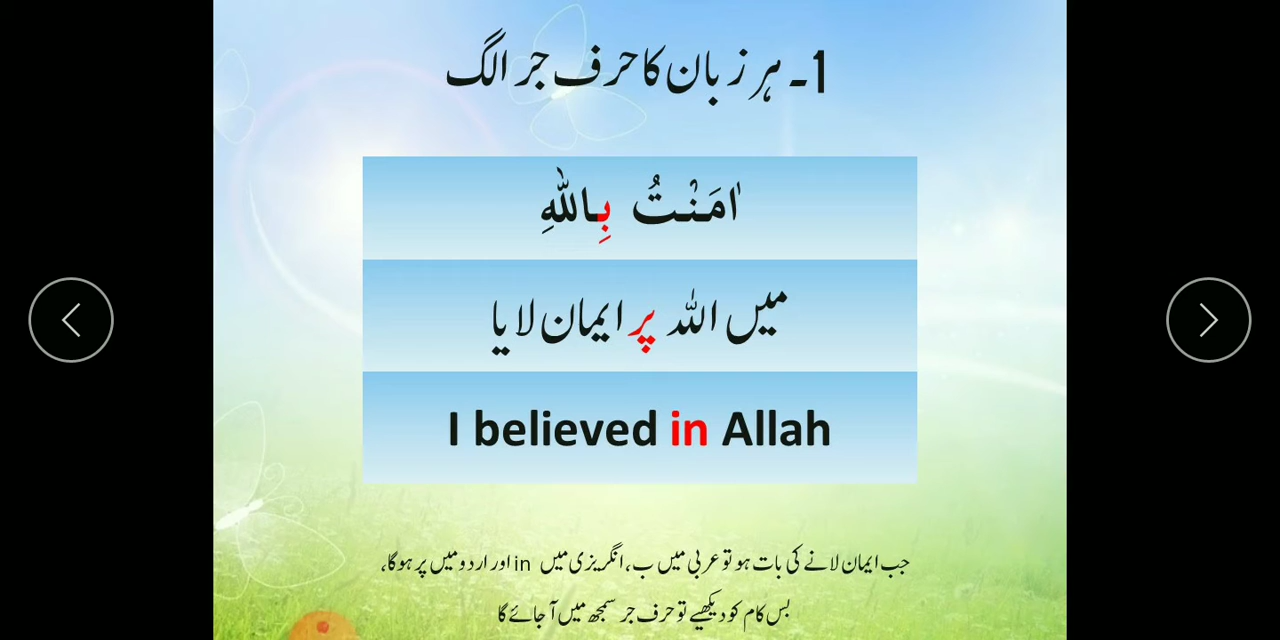 1۔ ہر زبان کا حرف جر الگ
اٰمَنْتُ بِاللّٰهِ
میں اللہ پر ایمان لایا
I believed in Allah
جب ایمان لانے کی بات ہو تو عربی میں ب، انگریزی میں in اور اردو میں پر ہوگا،
بس کام کو دیکھیے تو حرف جر سمجھ میں آ جائے گا